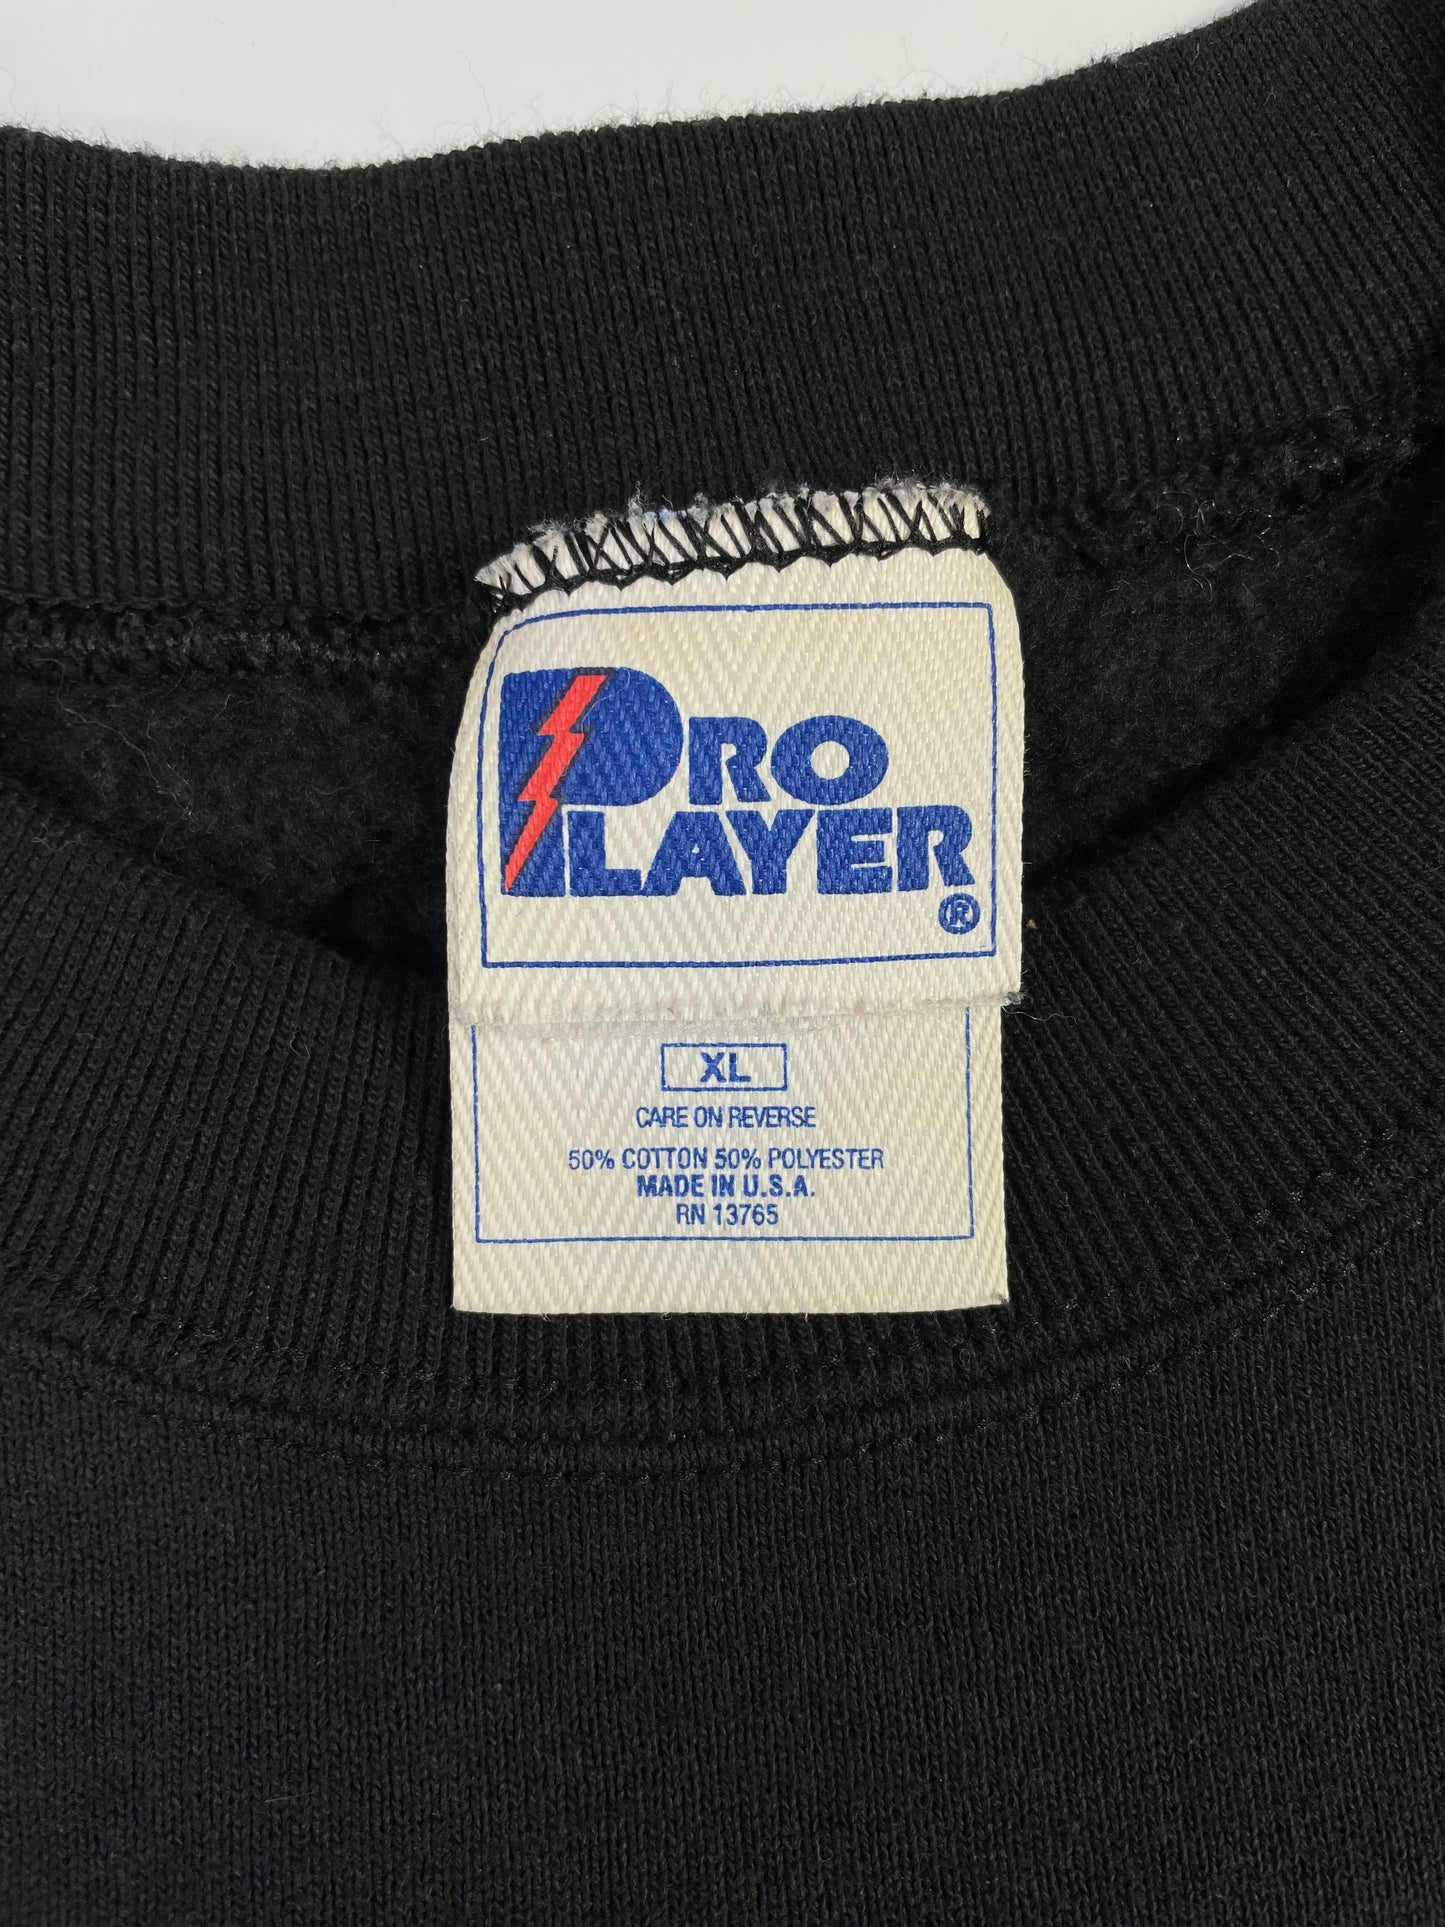 PRO
PLAYER
®
XL
CARE ON REVERSE
50% COTTON 50% POLYESTER
MADE IN U.S.A.
RN 13765